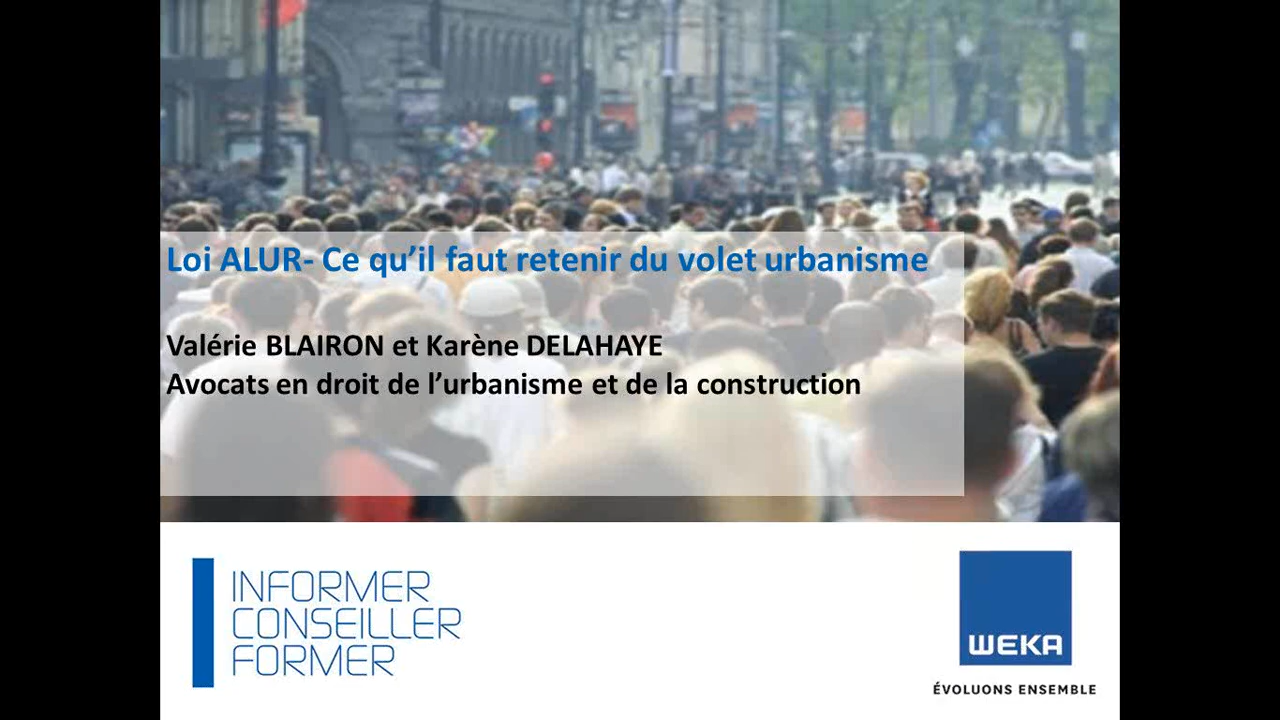 Loi ALUR- Ce qu’il faut retenir du volet urbanisme
Valérie BLAIRON et Karène DELAHAYE
Avocats en droit de l’urbanisme et de la construction
INFORMER
CONSEILLER
FORMER
WEKA
ÉVOLUONS ENSEMBLE